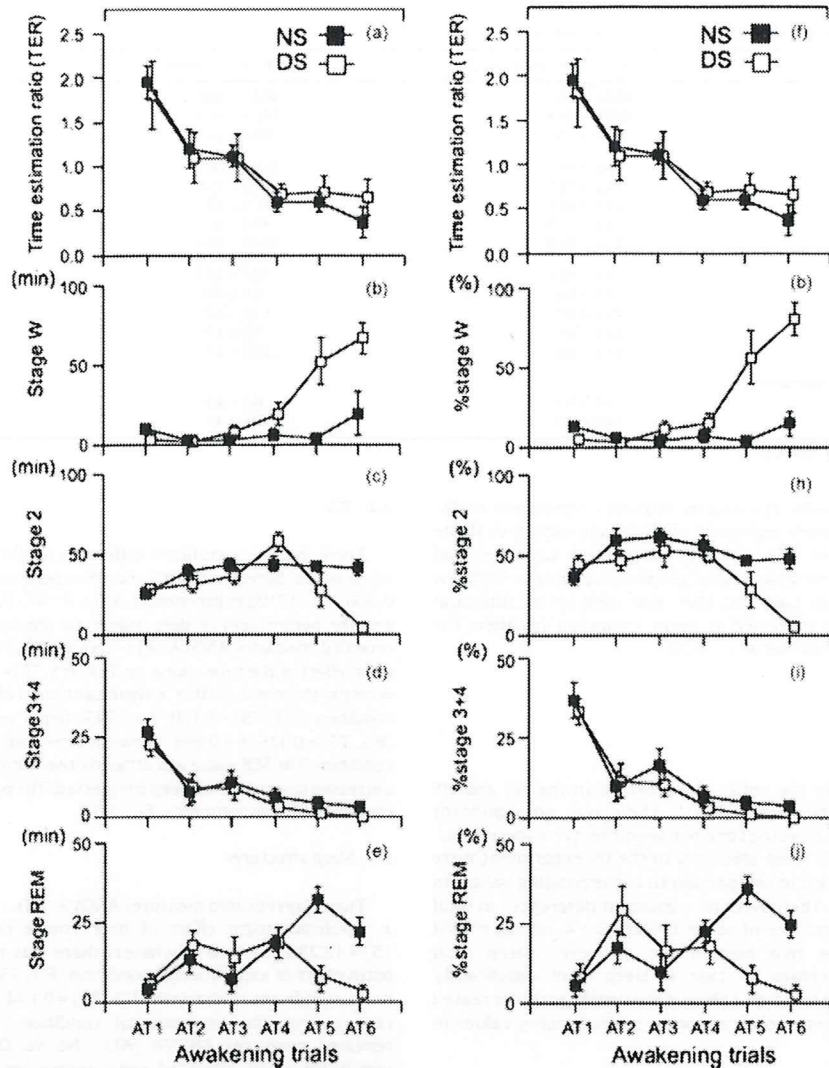 Time estimation ratio (TER)
2.5
2.0
1.5
1.0
0.5
0.0
NS
DS
(a)
(min)
Stage W
100
50
0
(b)
(min)
Stage 2
100
50
0
(c)
(min)
Stage 3+4
50
25
0
(d)
(min)
Stage REM
50
25
0
(e)
AT1 AT2 AT3 AT4 AT5 AT6
Awakening trials
Time estimation ratio (TER)
2.5
2.0
1.5
1.0
0.5
0.0
NS
DS
(f)
(%)
%stage W
100
50
0
(b)
(%)
%stage 2
100
50
0
(h)
(%)
%stage 3+4
50
25
0
(i)
(%)
%stage REM
50
25
0
(j)
AT1 AT2 AT3 AT4 AT5 AT6
Awakening trials